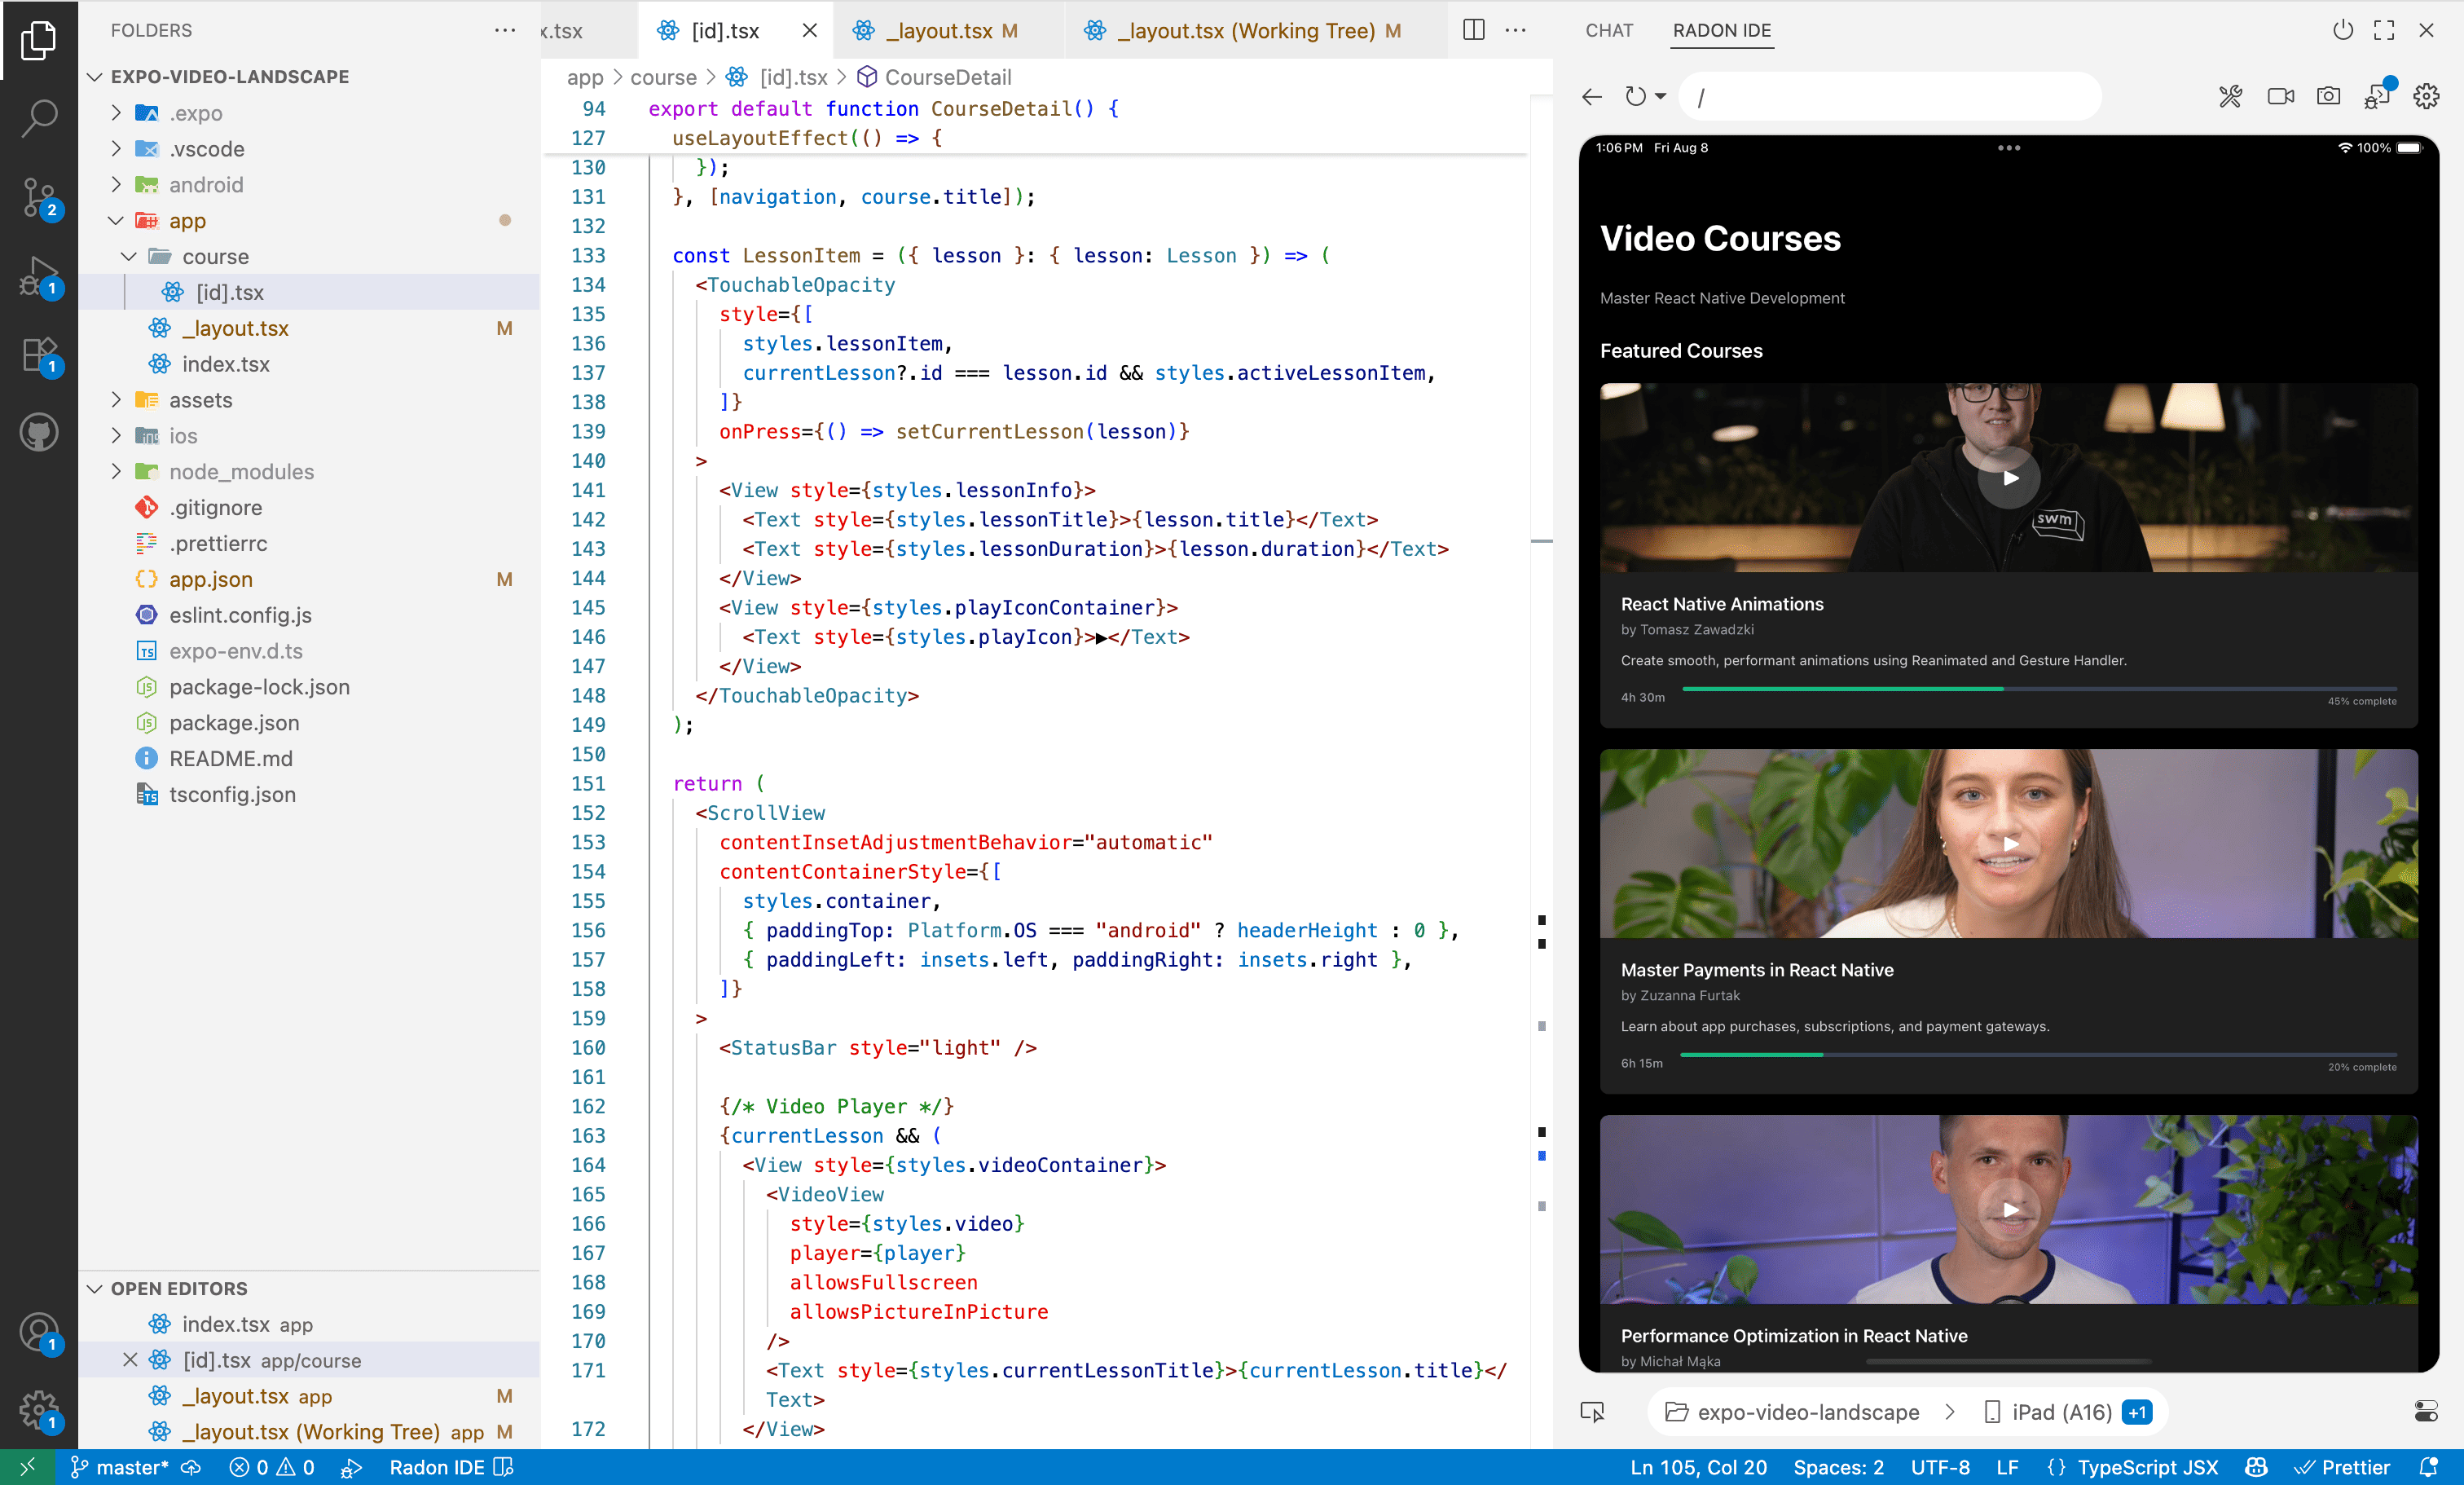 FOLDERS
EXPO-VIDEO-LANDSCAPE
.expo
.vscode
android
app
course
[id].tsx
_layout.tsx M
index.tsx
assets
ios
node_modules
.gitignore
.prettierrc
app.json M
eslint.config.js
expo-env.d.ts
package-lock.json
package.json
README.md
tsconfig.json
OPEN EDITORS
index.tsx app
[id].tsx app/course
_layout.tsx app M
_layout.tsx (Working Tree) app M
2
1
1
1
1
x.tsx
[id].tsx
_layout.tsx M
_layout.tsx (Working Tree) M
app > course > [id].tsx > CourseDetail
94 export default function CourseDetail() {
127 useLayoutEffect(() => {
130 });
131 }, [navigation, course.title]);
132
133 const LessonItem = ({ lesson }: { lesson: Lesson }) => (
134 <TouchableOpacity
135 style={[
136 styles.lessonItem,
137 currentLesson?.id === lesson.id && styles.activeLessonItem,
138 ]}
139 onPress={() => setCurrentLesson(lesson)}
140 >
141 <View style={styles.lessonInfo}>
142 <Text style={styles.lessonTitle}>{lesson.title}</Text>
143 <Text style={styles.lessonDuration}>{lesson.duration}</Text>
144 </View>
145 <View style={styles.playIconContainer}>
146 <Text style={styles.playIcon}>▶</Text>
147 </View>
148 </TouchableOpacity>
149 );
150
151 return (
152 <ScrollView
153 contentInsetAdjustmentBehavior="automatic"
154 contentContainerStyle={[
155 styles.container,
156 { paddingTop: Platform.OS === "android" ? headerHeight : 0 },
157 { paddingLeft: insets.left, paddingRight: insets.right },
158 ]}
159 >
160 <StatusBar style="light" />
161
162 {/* Video Player */}
163 {currentLesson && (
164 <View style={styles.videoContainer}>
165 <VideoView
166 style={styles.video}
167 player={player}
168 allowsFullscreen
169 allowsPictureInPicture
170 />
171 <Text style={styles.currentLessonTitle}>{currentLesson.title}</
Text>
172 </View>
CHAT
RADON IDE
/
1:06 PM Fri Aug 8
100%
Video Courses
Master React Native Development
Featured Courses
swm
React Native Animations
by Tomasz Zawadzki
Create smooth, performant animations using Reanimated and Gesture Handler.
4h 30m
45% complete
Master Payments in React Native
by Zuzanna Furtak
Learn about app purchases, subscriptions, and payment gateways.
6h 15m
20% complete
Performance Optimization in React Native
by Michał Mąka
expo-video-landscape > iPad (A16) +1
master*
0 0
Radon IDE
Ln 105, Col 20
Spaces: 2
UTF-8
LF
{} TypeScript JSX
Prettier